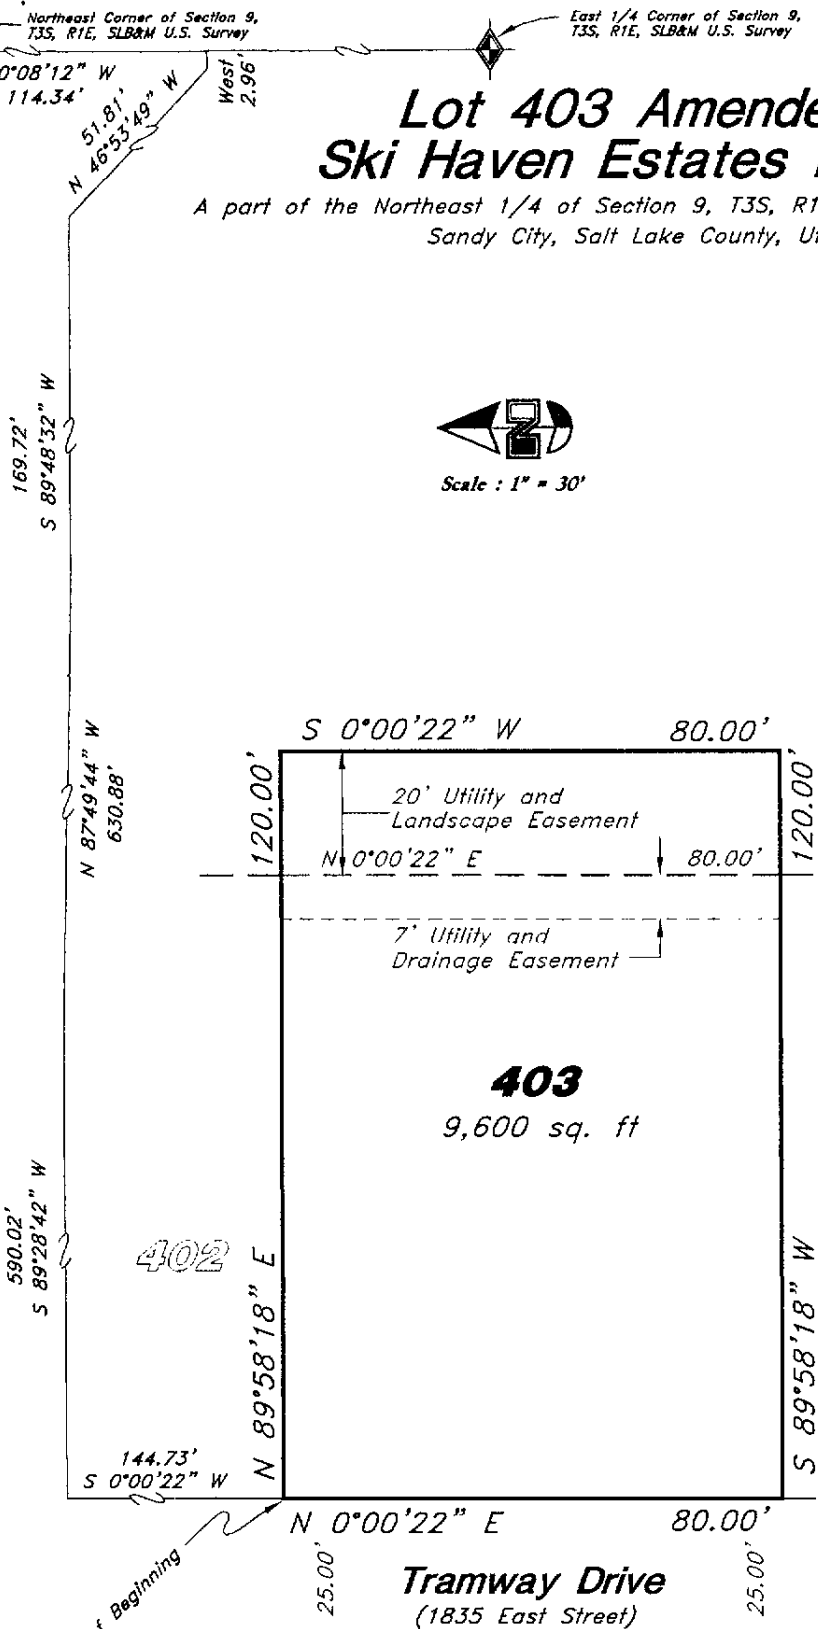 Northeast Corner of Section 9,
T3S, R1E, SLB&M U.S. Survey
East 1/4 Corner of Section 9,
T3S, R1E, SLB&M U.S. Survey
0°08'12" W
114.34'
51.81'
N 46°53'49" W
West
2.96'
Lot 403 Amende
Ski Haven Estates
A part of the Northeast 1/4 of Section 9, T3S, R1
Sandy City, Salt Lake County, Ut
169.72'
S 89°48'32" W
N
Scale : 1" = 30'
N 87°49'44" W
630.88'
S 0°00'22" W 80.00'
120.00'
120.00'
20' Utility and
Landscape Easement
N 0°00'22" E 80.00'
7' Utility and
Drainage Easement
403
9,600 sq. ft
590.02'
S 89°28'42" W
402
N 89°58'18" E
S 89°58'18" W
144.73'
S 0°00'22" W
N 0°00'22" E 80.00'
f Beginning
25.00'
25.00'
Tramway Drive
(1835 East Street)